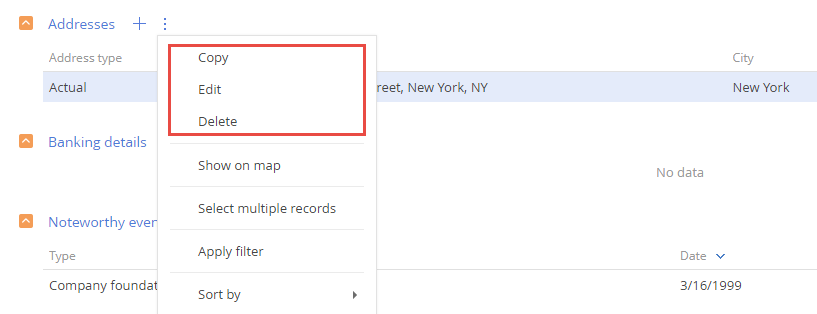 Addresses
Address type City
Actual reet, New York, NY New York
Copy
Edit
Delete
Show on map
Select multiple records
Apply filter
Sort by
Banking details
No data
Noteworthy even
Type Date
Company foundat 3/16/1999